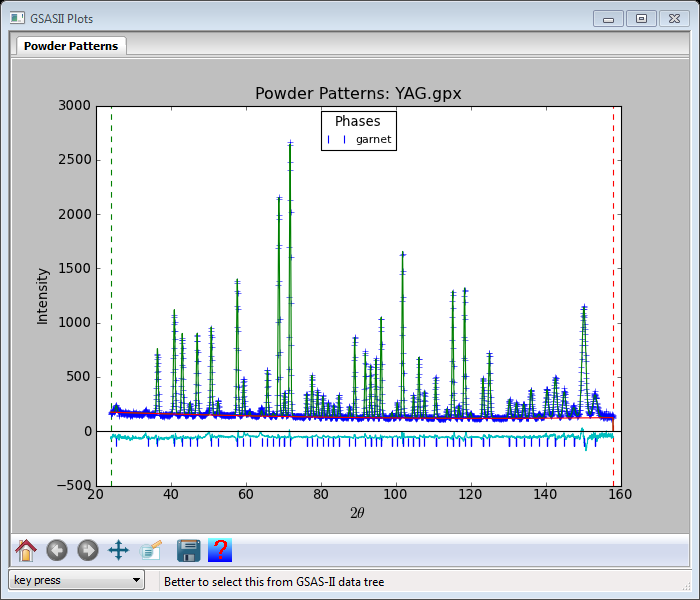 GSASII Plots
Powder Patterns
Powder Patterns: YAG.gpx
Phases
garnet
3000
2500
2000
1500
1000
500
0
−500
Intensity
20 40 60 80 100 120 140 160
2θ
?
key press
Better to select this from GSAS-II data tree